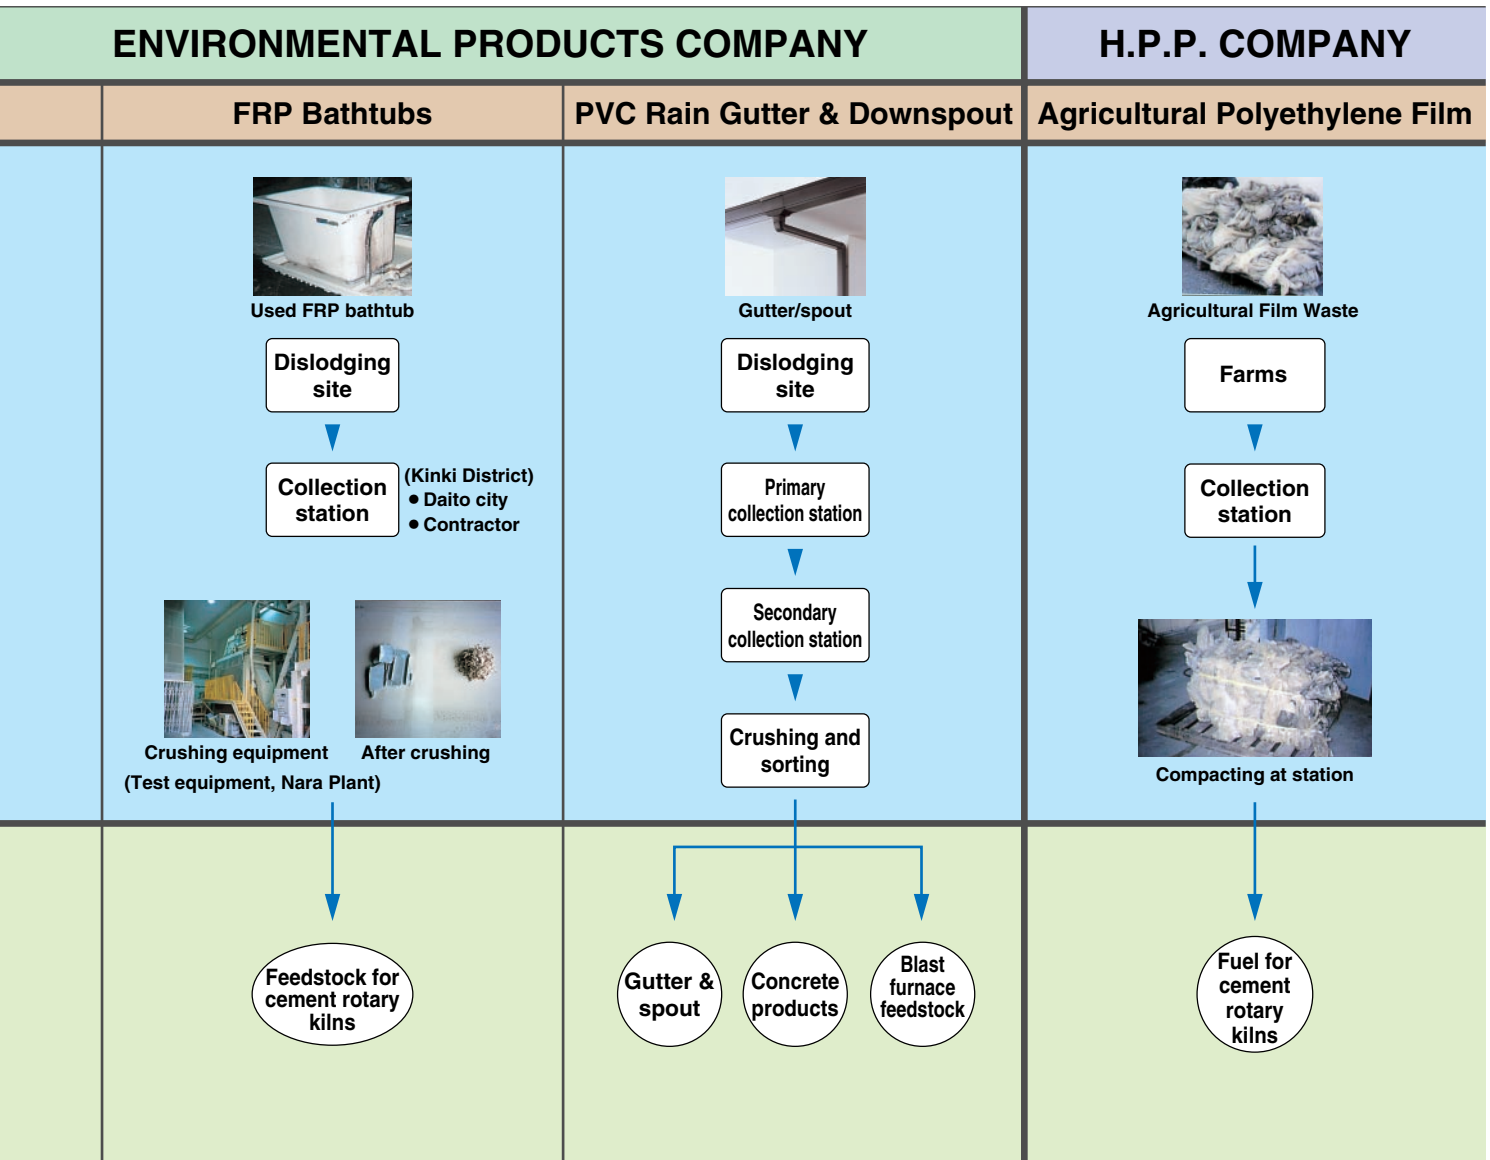 ENVIRONMENTAL PRODUCTS COMPANY
H.P.P. COMPANY
FRP Bathtubs
PVC Rain Gutter & Downspout
Agricultural Polyethylene Film
Used FRP bathtub
Dislodging
site
Collection
station
(Kinki District)
● Daito city
● Contractor
Crushing equipment
(Test equipment, Nara Plant)
After crushing
Feedstock for
cement rotary
kilns
Gutter/spout
Dislodging
site
Primary
collection station
Secondary
collection station
Crushing and
sorting
Gutter &
spout
Concrete
products
Blast
furnace
feedstock
Agricultural Film Waste
Farms
Collection
station
Compacting at station
Fuel for
cement
rotary
kilns